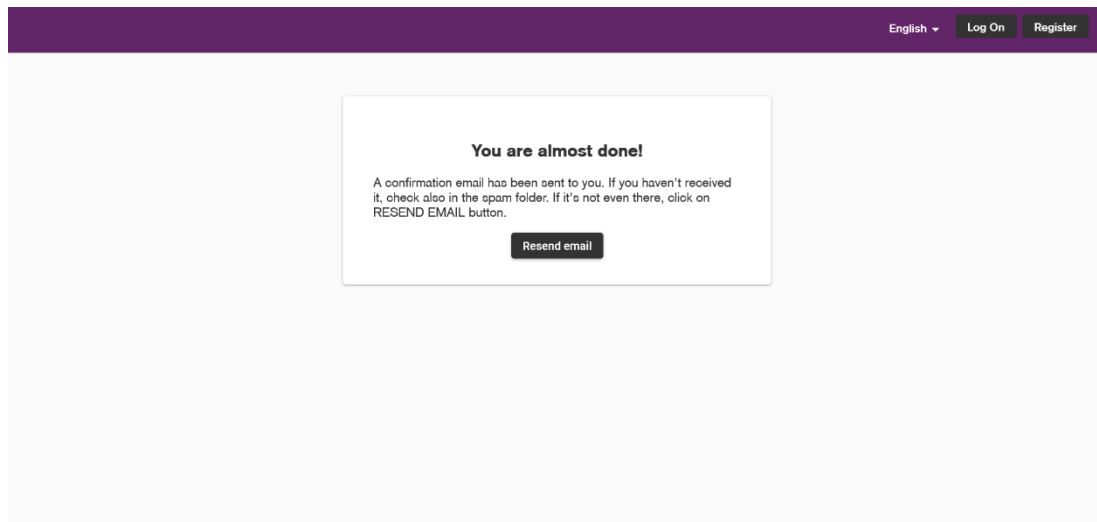 English
Log On
Register
You are almost done!
A confirmation email has been sent to you. If you haven't received
it, check also in the spam folder. If it's not even there, click on
RESEND EMAIL button.
Resend email